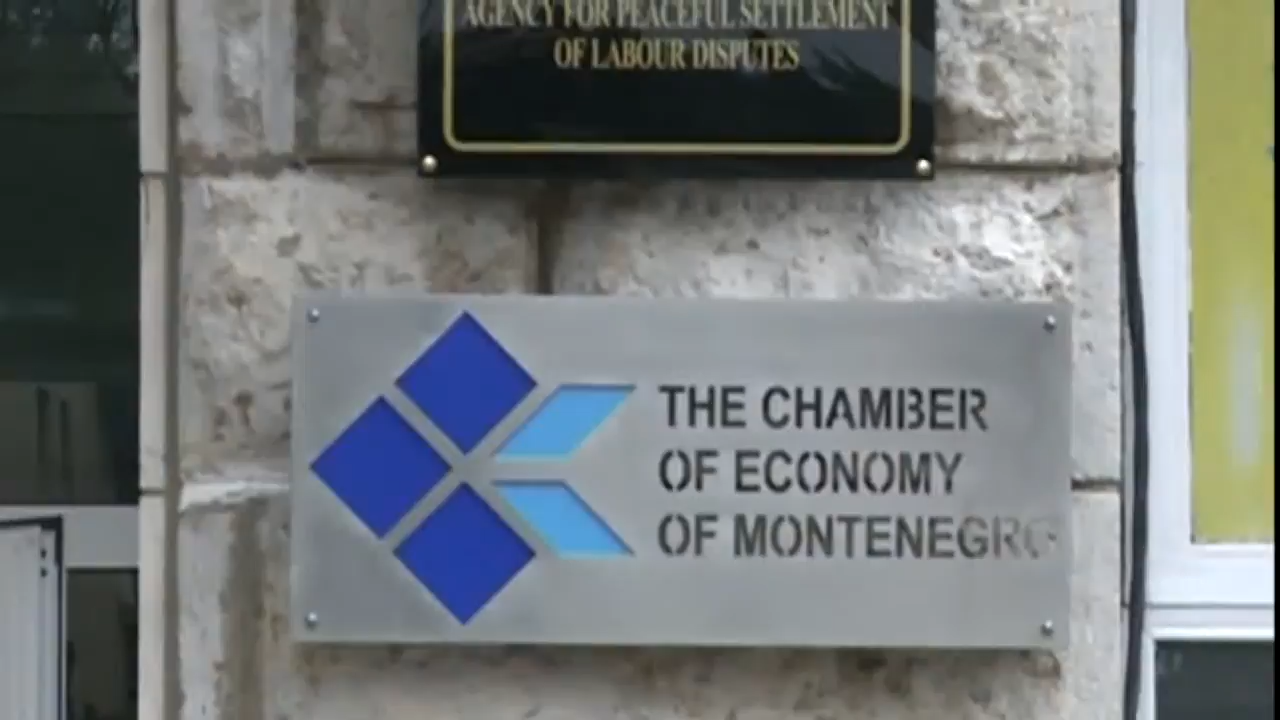 AGENCY FOR PEACEFUL SETTLEMENT
OF LABOUR DISPUTES
THE CHAMBER
OF ECONOMY
OF MONTENEGRO